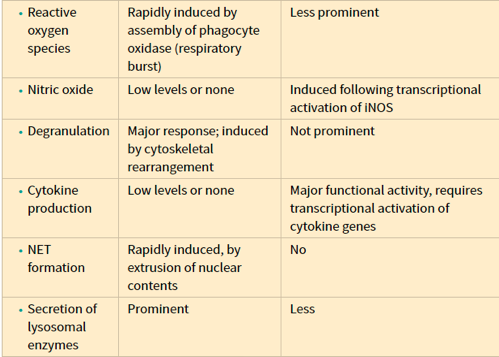 • Reactive oxygen species
Rapidly induced by assembly of phagocyte oxidase (respiratory burst)
Less prominent
• Nitric oxide
Low levels or none
Induced following transcriptional activation of iNOS
• Degranulation
Major response; induced by cytoskeletal rearrangement
Not prominent
• Cytokine production
Low levels or none
Major functional activity, requires transcriptional activation of cytokine genes
• NET formation
Rapidly induced, by extrusion of nuclear contents
No
• Secretion of lysosomal enzymes
Prominent
Less